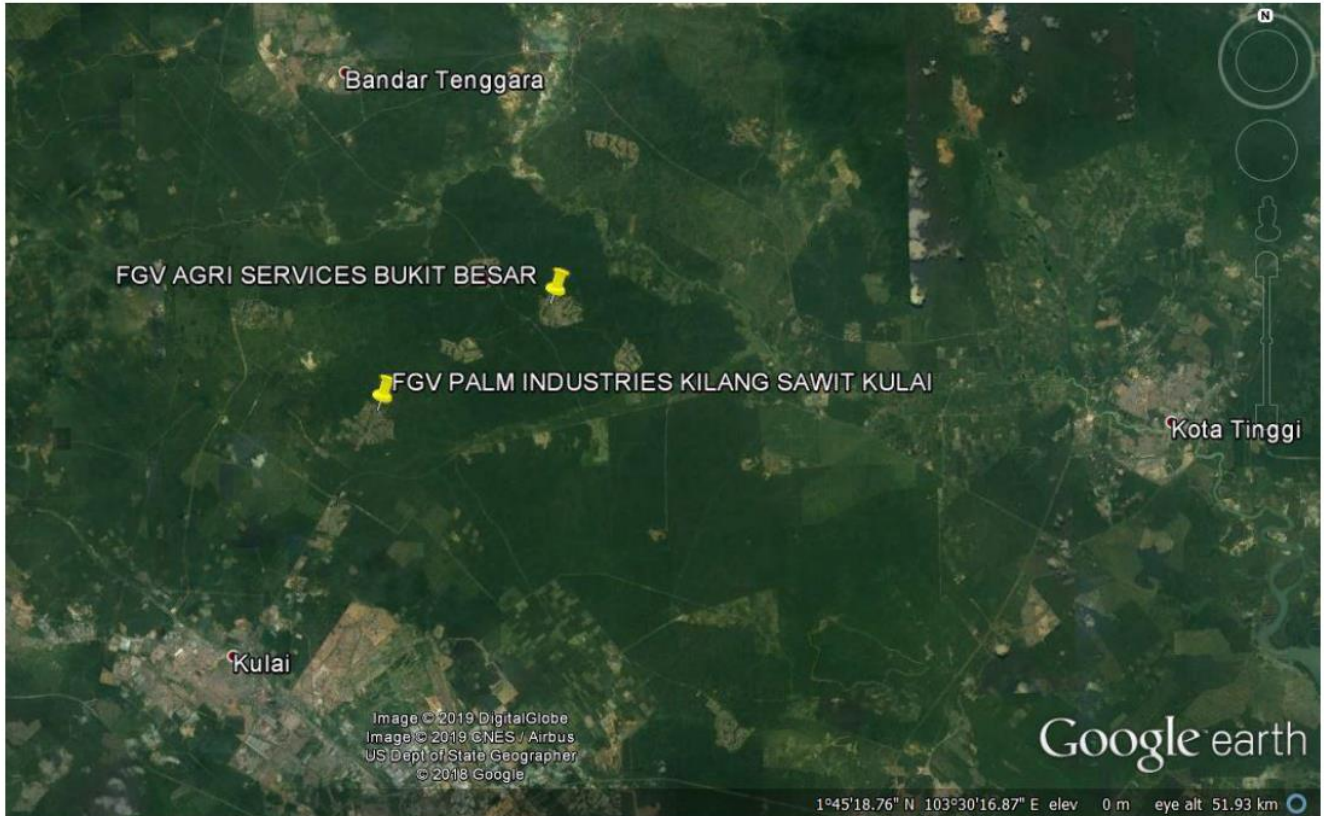 N
Bandar Tenggara
FGV AGRI SERVICES BUKIT BESAR
FGV PALM INDUSTRIES KILANG SAWIT KULAI
Kota Tinggi
Kulai
Image © 2019 DigitalGlobe
Image © 2019 CNES / Airbus
US Dept of State Geographer
© 2018 Google
Google earth
1°45'18.76" N 103°30'16.87" E elev 0 m eye alt 51.93 km